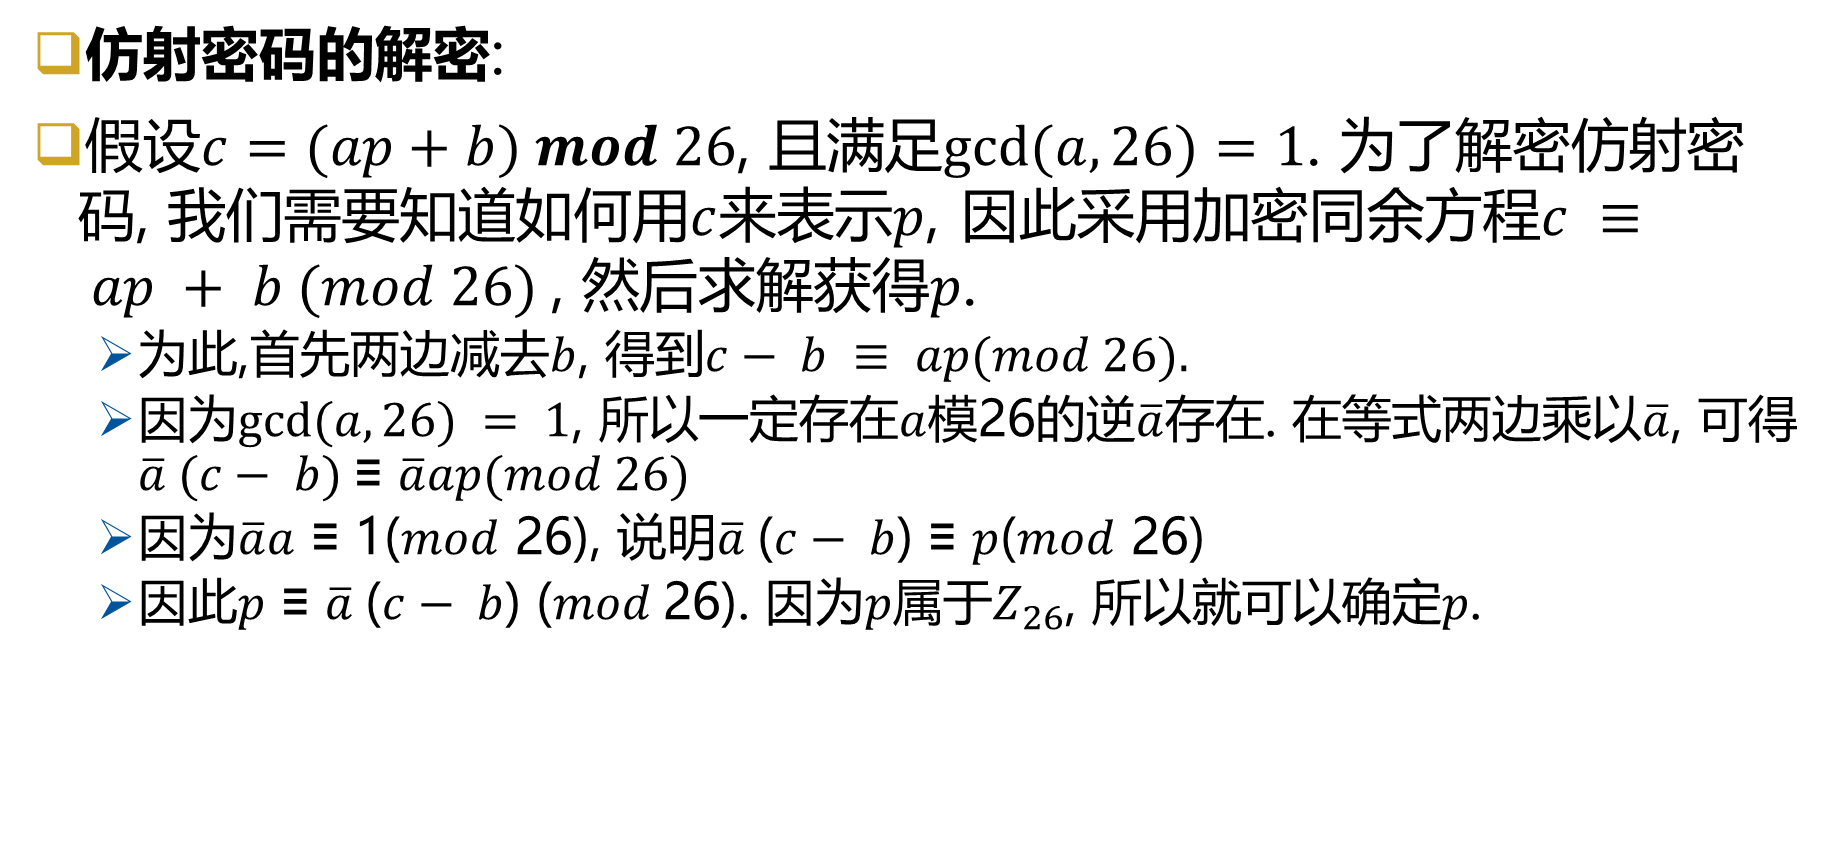 仿射密码的解密:
假设c = (ap + b) mod 26, 且满足gcd(a, 26) = 1. 为了解密仿射密
码, 我们需要知道如何用c来表示p, 因此采用加密同余方程c ≡
ap + b (mod 26) , 然后求解获得p.
为此,首先两边减去b, 得到c − b ≡ ap(mod 26).
因为gcd(a, 26) = 1, 所以一定存在a模26的逆ā存在. 在等式两边乘以ā, 可得
ā (c − b) ≡ āap(mod 26)
因为āa ≡ 1(mod 26), 说明ā (c − b) ≡ p(mod 26)
因此p ≡ ā (c − b) (mod 26). 因为p属于Z₂₆, 所以就可以确定p.